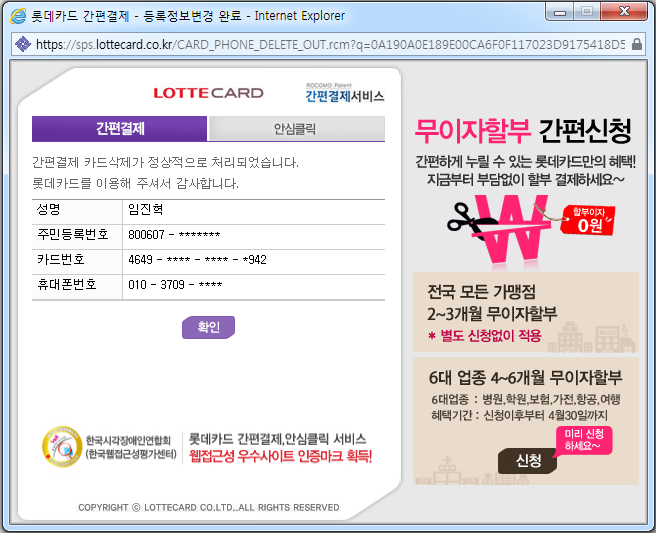 롯데카드 간편결제 - 등록정보변경 완료 - Internet Explorer
https://sps.lottecard.co.kr/CARD_PHONE_DELETE_OUT.rcm?q=0A190A0E189E00CA6F0F117023D9175418D5
LOTTE CARD
ROCOMO Patent
간편결제서비스
간편결제
안심클릭
간편결제 카드삭제가 정상적으로 처리되었습니다.
롯데카드를 이용해 주셔서 감사합니다.
성명 임진혁
주민등록번호 800607 - *******
카드번호 4649 - **** - **** - *942
휴대폰번호 010 - 3709 - ****
확인
한국시각장애인연합회
(한국웹접근성평가센터)
롯데카드 간편결제,안심클릭 서비스
웹접근성 우수사이트 인증마크 획득!
COPYRIGHT ⓒ LOTTECARD CO.LTD..ALL RIGHTS RESERVED
무이자할부 간편신청
간편하게 누릴 수 있는 롯데카드만의 혜택!
지금부터 부담없이 할부 결제하세요~
₩
할부이자
0원
전국 모든 가맹점
2~3개월 무이자할부
* 별도 신청없이 적용
6대 업종 4~6개월 무이자할부
6대업종 : 병원,학원,보험,가전,항공,여행
혜택기간 : 신청이후부터 4월30일까지
미리 신청
하세요~
신청